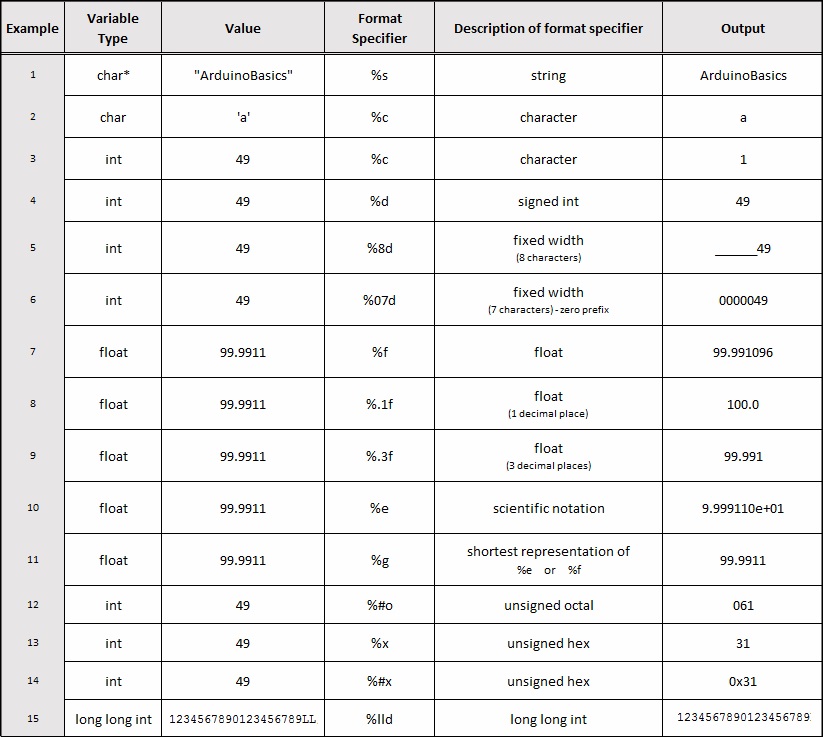 Example Variable Type Value Format Specifier Description of format specifier Output
1 char* "ArduinoBasics" %s string ArduinoBasics
2 char 'a' %c character a
3 int 49 %c character 1
4 int 49 %d signed int 49
5 int 49 %8d fixed width (8 characters) ______49
6 int 49 %07d fixed width (7 characters) - zero prefix 0000049
7 float 99.9911 %f float 99.991096
8 float 99.9911 %.1f float (1 decimal place) 100.0
9 float 99.9911 %.3f float (3 decimal places) 99.991
10 float 99.9911 %e scientific notation 9.999110e+01
11 float 99.9911 %g shortest representation of %e or %f 99.9911
12 int 49 %#o unsigned octal 061
13 int 49 %x unsigned hex 31
14 int 49 %#x unsigned hex 0x31
15 long long int 1234567890123456789LL %lld long long int 1234567890123456789